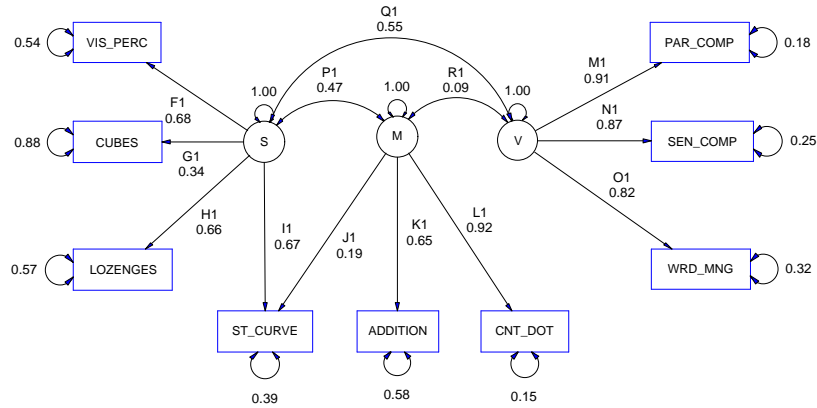 Q1
0.55
0.54
VIS_PERC
PAR_COMP
0.18
1.00
P1
0.47
1.00
R1
0.09
1.00
M1
0.91
F1
0.68
N1
0.87
0.88
CUBES
S
M
V
SEN_COMP
0.25
G1
0.34
O1
0.82
H1
0.66
I1
0.67
J1
0.19
K1
0.65
L1
0.92
0.57
LOZENGES
WRD_MNG
0.32
ST_CURVE
ADDITION
CNT_DOT
0.39
0.58
0.15